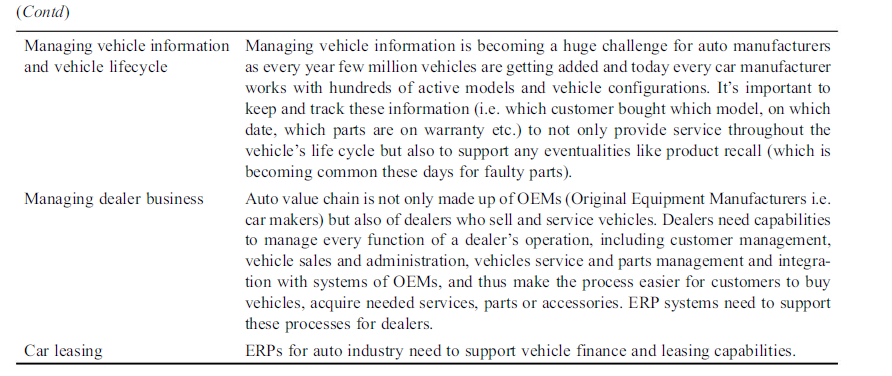 (Contd)
Managing vehicle information
and vehicle lifecycle
Managing vehicle information is becoming a huge challenge for auto manufacturers
as every year few million vehicles are getting added and today every car manufacturer
works with hundreds of active models and vehicle configurations. It's important to
keep and track these information (i.e. which customer bought which model, on which
date, which parts are on warranty etc.) to not only provide service throughout the
vehicle's life cycle but also to support any eventualities like product recall (which is
becoming common these days for faulty parts).
Managing dealer business
Auto value chain is not only made up of OEMs (Original Equipment Manufacturers i.e.
car makers) but also of dealers who sell and service vehicles. Dealers need capabilities
to manage every function of a dealer's operation, including customer management,
vehicle sales and administration, vehicles service and parts management and integra-
tion with systems of OEMs, and thus make the process easier for customers to buy
vehicles, acquire needed services, parts or accessories. ERP systems need to support
these processes for dealers.
Car leasing
ERPs for auto industry need to support vehicle finance and leasing capabilities.